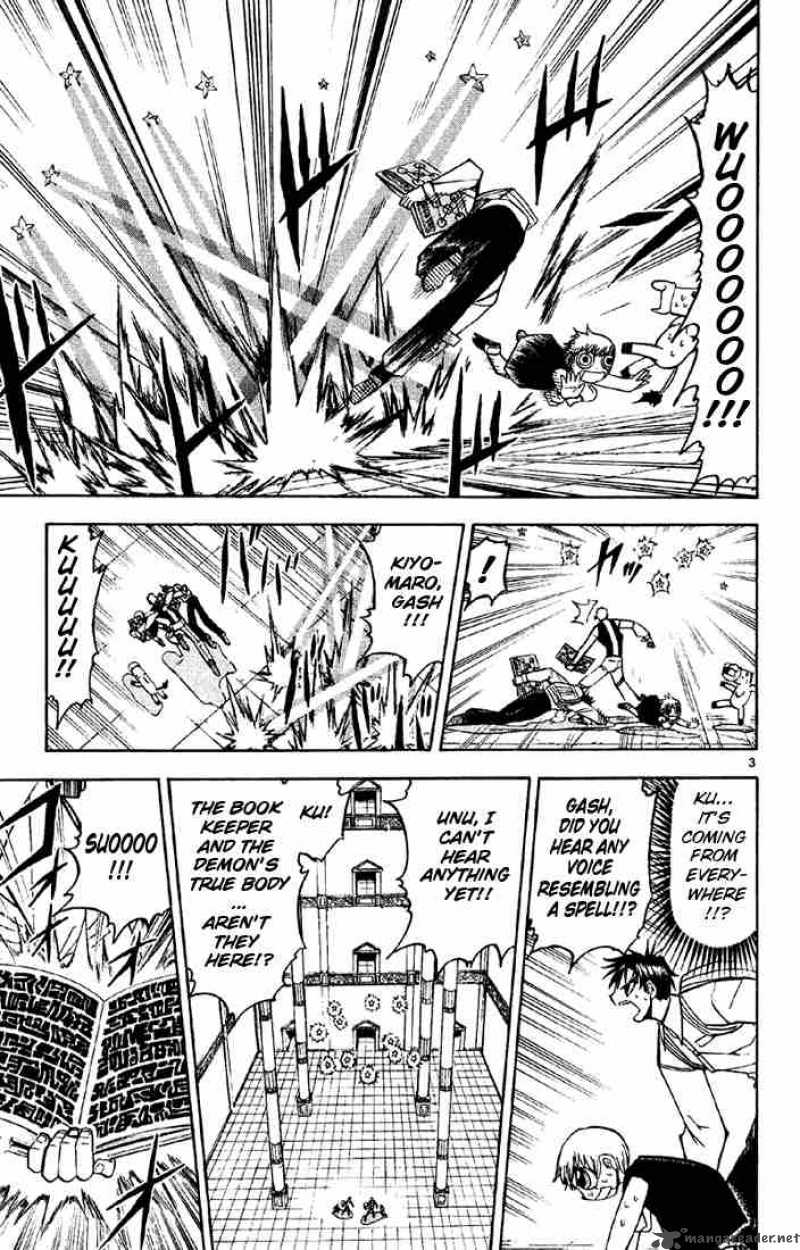 WUOOOOOOOO!!!
!
KIYO-
MARO,
GASH
!!!
KUUUUU!!
3
KU...
IT'S
COMING
FROM
EVERY-
WHERE
!!?
GASH,
DID YOU
HEAR ANY
VOICE
RESEMBLING
A SPELL!!?
UNU, I
CAN'T
HEAR
ANYTHING
YET!!
KU!
THE BOOK
KEEPER
AND THE
DEMON'S
TRUE BODY
...
AREN'T
THEY
HERE!?
SUOOOO
!!!
mangareader.net